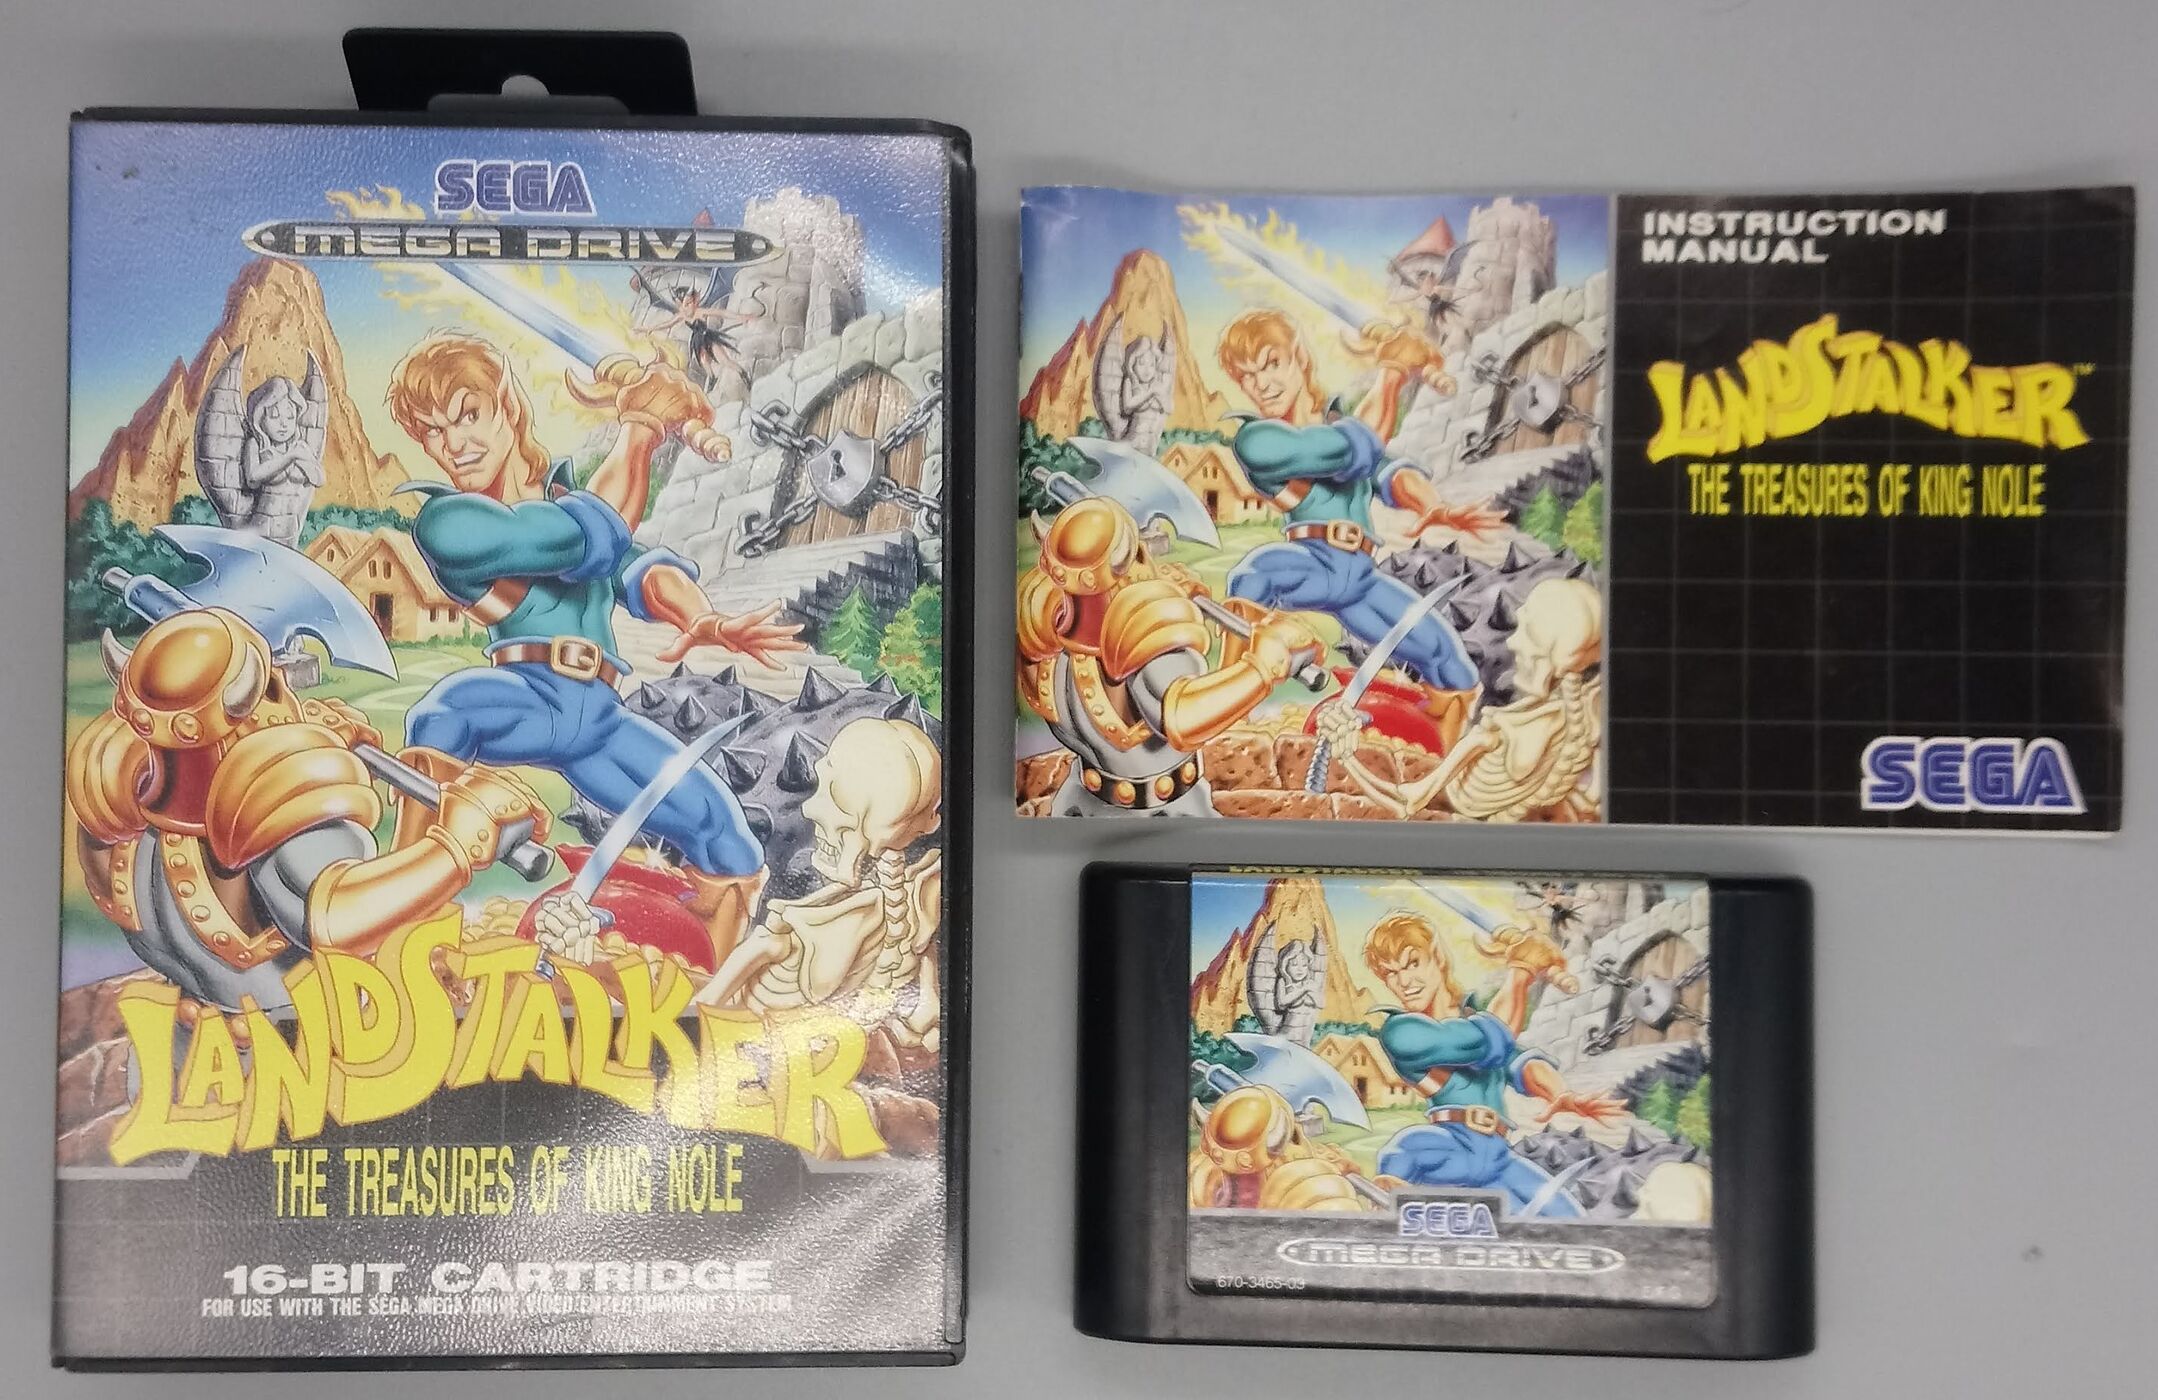 SEGA
MEGA DRIVE
LANDSTALKER
THE TREASURES OF KING NOLE
16-BIT CARTRIDGE
FOR USE WITH THE SEGA MEGA DRIVE VIDEO ENTERTAINMENT SYSTEM
INSTRUCTION
MANUAL
LANDSTALKER™
THE TREASURES OF KING NOLE
SEGA
LANDSTALKER
SEGA
MEGA DRIVE
670-3465-03